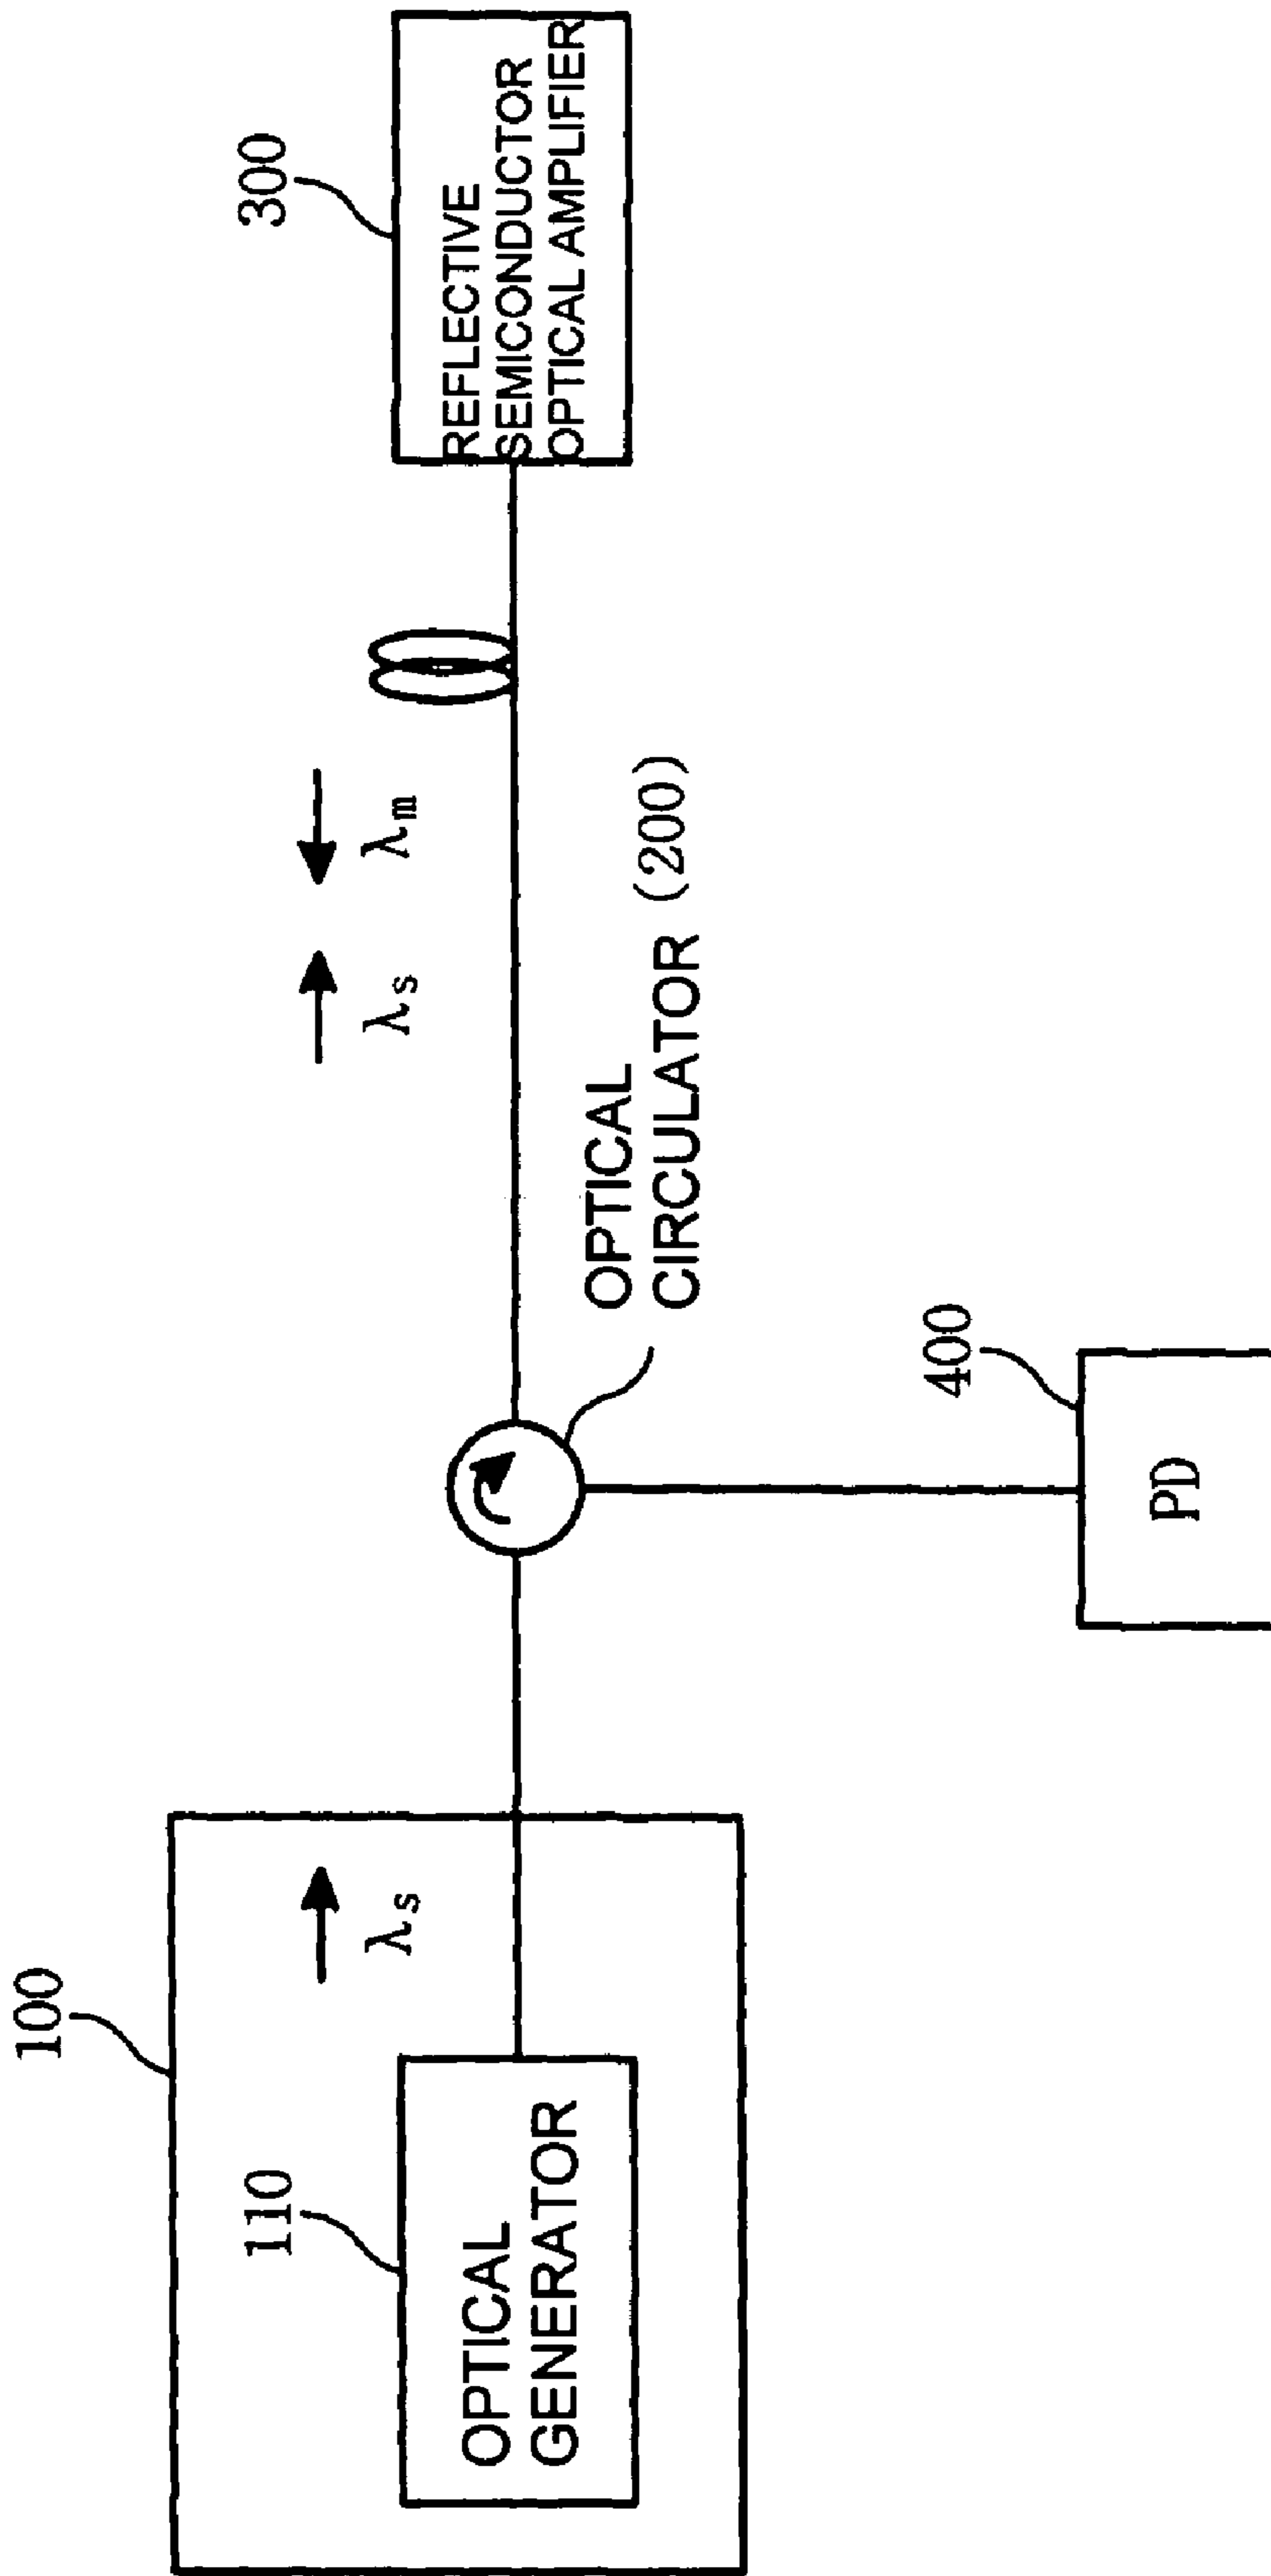 100
110
OPTICAL
GENERATOR
λs
OPTICAL
CIRCULATOR (200)
400
PD
λs
λm
300
REFLECTIVE
SEMICONDUCTOR
OPTICAL AMPLIFIER